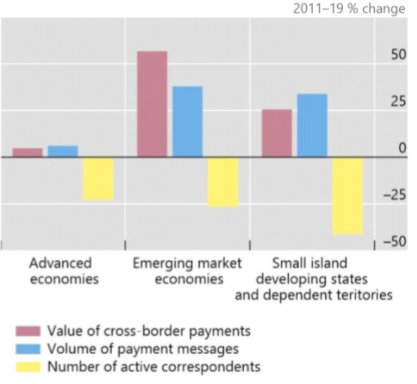 2011–19 % change
50
25
0
–25
–50
Advanced
economies
Emerging market
economies
Small island
developing states
and dependent teritories
Value of cross-border payments
Volume of payment messages
Number of active correspondents